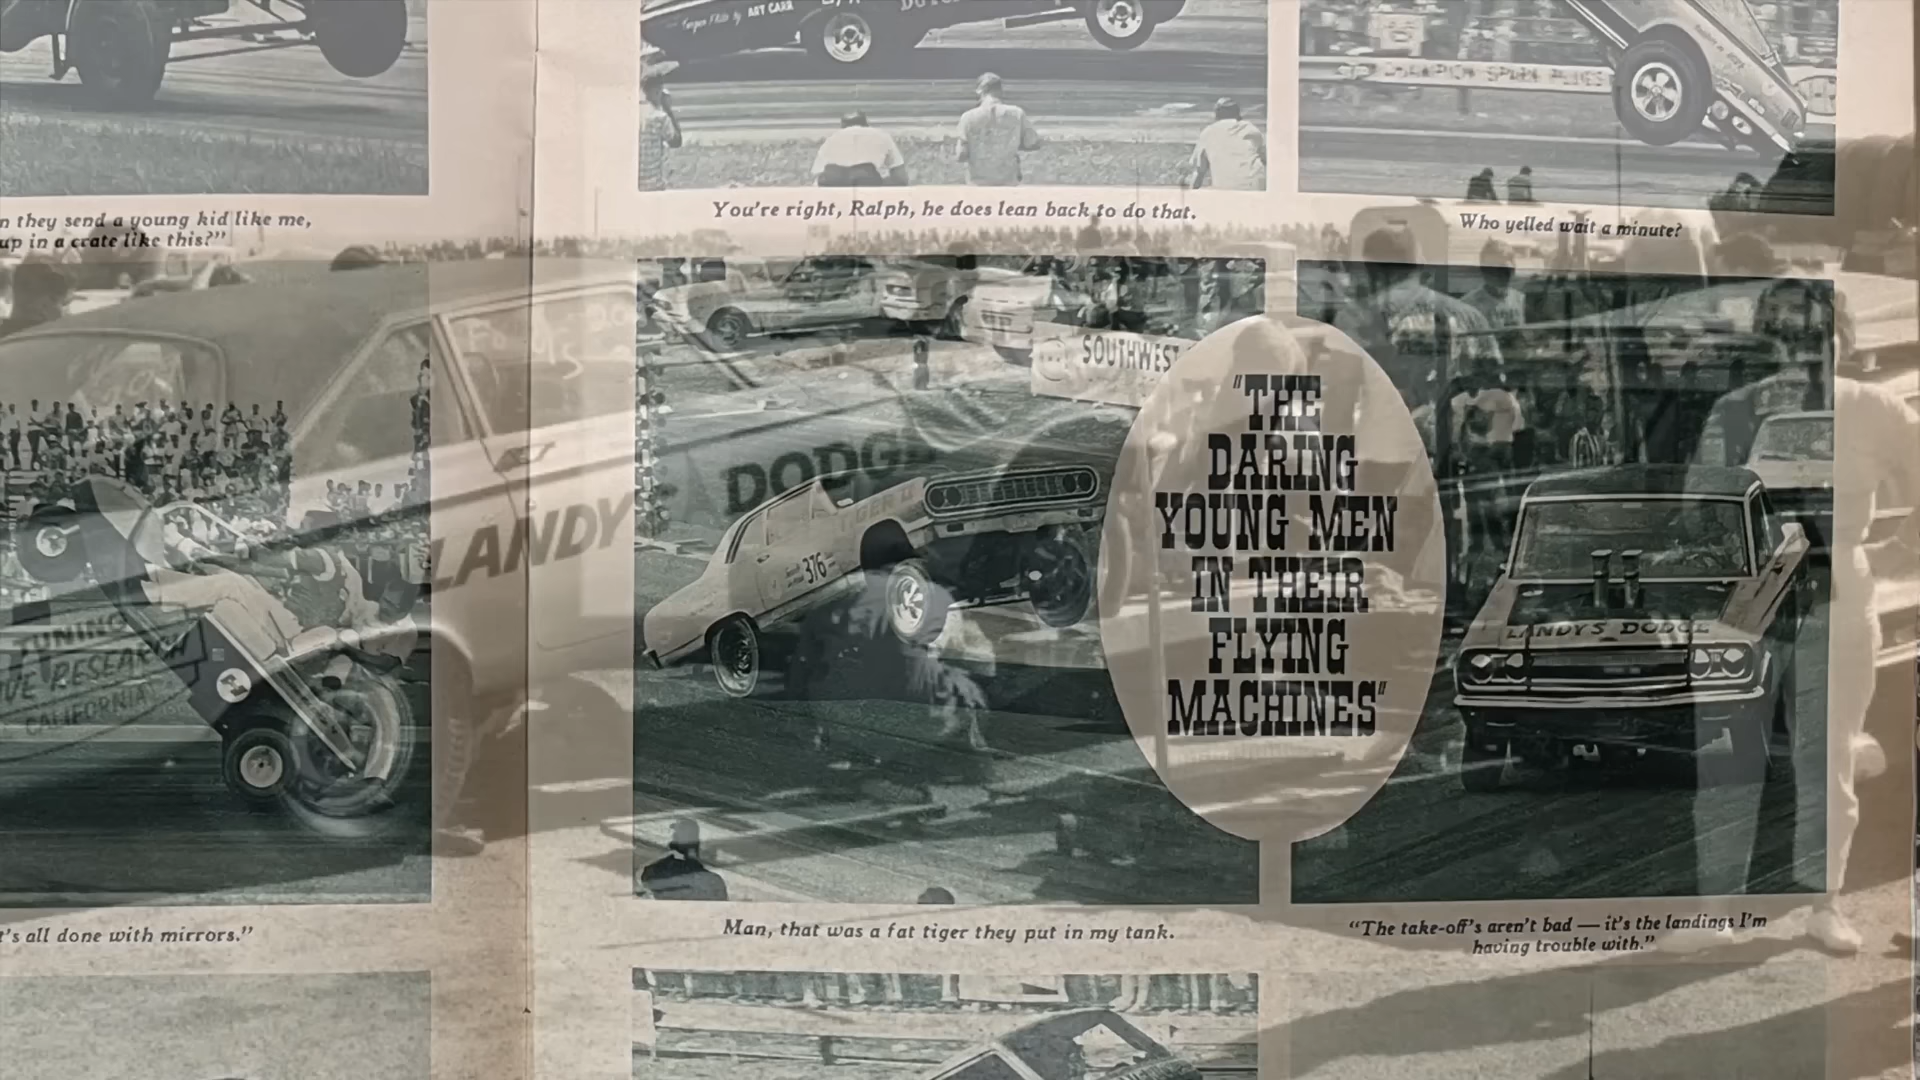 ART CARR
CHAMPION SPARK PLUGS
n they send a young kid like me,
up in a crate like this?”
You're right, Ralph, he does lean back to do that.
Who yelled wait a minute?
SOUTHWEST
DODGE
LANDY
TUNING
RESEARCH
CALIFORNIA
376
"THE
DARING
YOUNG MEN
IN THEIR
FLYING
MACHINES"
LANDY'S DODGE
t's all done with mirrors.”
Man, that was a fat tiger they put in my tank.
“The take-off's aren't bad — it's the landings I'm
having trouble with.”